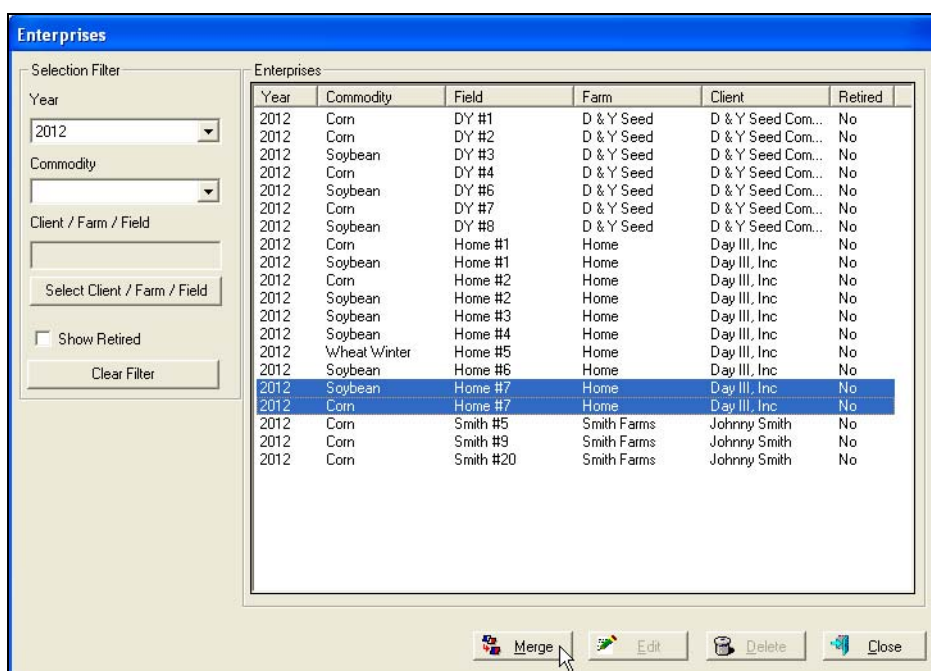 Enterprises
Selection Filter
Year
2012
Commodity
Client / Farm / Field
Select Client / Farm / Field
Show Retired
Clear Filter
Enterprises
Year Commodity Field Farm Client Retired
2012 Corn DY #1 D & Y Seed D & Y Seed Com... No
2012 Corn DY #2 D & Y Seed D & Y Seed Com... No
2012 Soybean DY #3 D & Y Seed D & Y Seed Com... No
2012 Corn DY #4 D & Y Seed D & Y Seed Com... No
2012 Soybean DY #6 D & Y Seed D & Y Seed Com... No
2012 Corn DY #7 D & Y Seed D & Y Seed Com... No
2012 Soybean DY #8 D & Y Seed D & Y Seed Com... No
2012 Corn Home #1 Home Day III, Inc No
2012 Soybean Home #1 Home Day III, Inc No
2012 Corn Home #2 Home Day III, Inc No
2012 Soybean Home #2 Home Day III, Inc No
2012 Soybean Home #3 Home Day III, Inc No
2012 Soybean Home #4 Home Day III, Inc No
2012 Wheat Winter Home #5 Home Day III, Inc No
2012 Soybean Home #6 Home Day III, Inc No
2012 Soybean Home #7 Home Day III, Inc No
2012 Corn Home #7 Home Day III, Inc No
2012 Corn Smith #5 Smith Farms Johnny Smith No
2012 Corn Smith #9 Smith Farms Johnny Smith No
2012 Corn Smith #20 Smith Farms Johnny Smith No
Merge Edit Delete Close